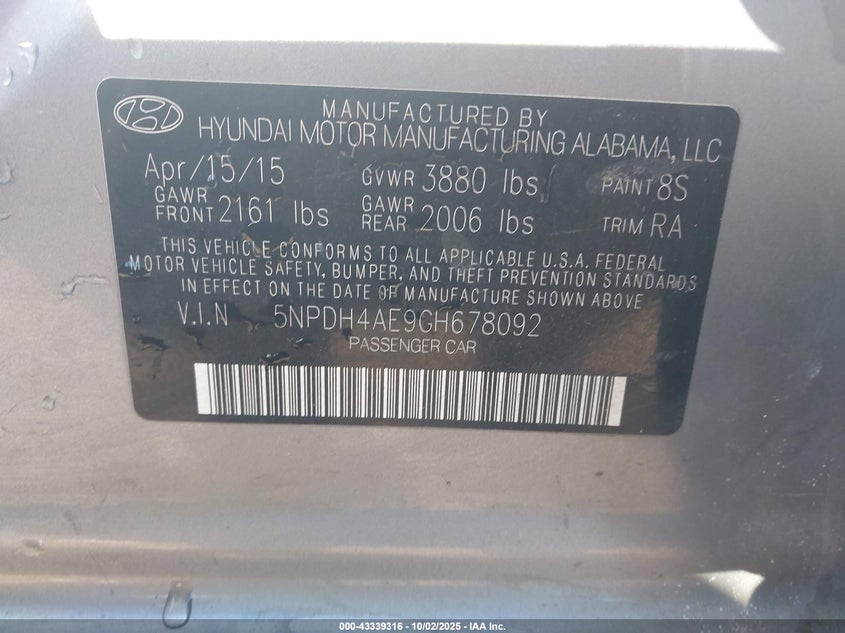 MANUFACTURED BY
HYUNDAI MOTOR MANUFACTURING ALABAMA, LLC
Apr/15/15 GVWR 3880 lbs PAINT 8S
GAWR FRONT 2161 lbs GAWR REAR 2006 lbs TRIM RA
THIS VEHICLE CONFORMS TO ALL APPLICABLE U.S.A. FEDERAL
MOTOR VEHICLE SAFETY, BUMPER, AND THEFT PREVENTION STANDARDS
IN EFFECT ON THE DATE OF MANUFACTURE SHOWN ABOVE
V.I.N 5NPDH4AE9GH678092
PASSENGER CAR
000-43339316 - 10/02/2025 - IAA Inc.